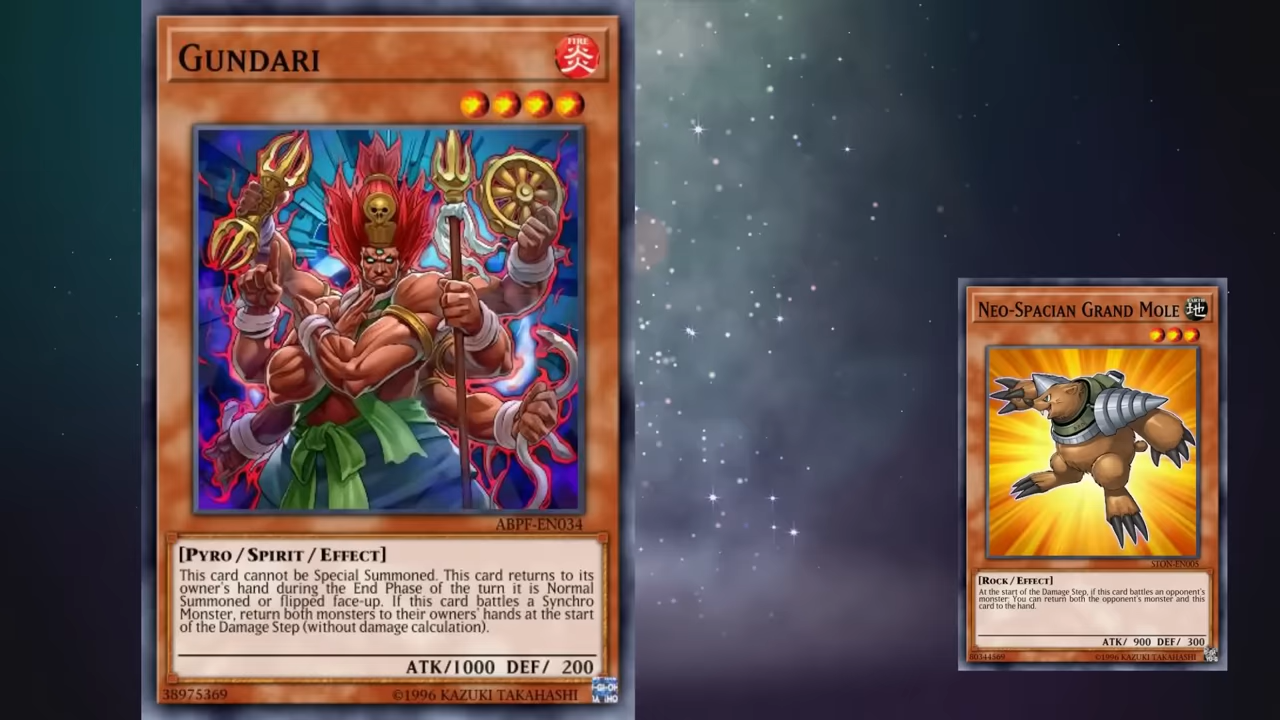 GUNDARI
FIRE
炎
ABPF-EN034
[PYRO / SPIRIT / EFFECT]
This card cannot be Special Summoned. This card returns to its
owner's hand during the End Phase of the turn it is Normal
Summoned or flipped face-up. If this card battles a Synchro
Monster, return both monsters to their owners' hands at the start
of the Damage Step (without damage calculation).
ATK/1000 DEF/ 200
38975369
©1996 KAZUKI TAKAHASHI
NEO-SPACIAN GRAND MOLE
EARTH
地
STON-EN005
[ROCK / EFFECT]
At the start of the Damage Step, if this card battles an opponent's
monster: You can return both the opponent's monster and this
card to the hand.
ATK/ 900 DEF/ 300
80344569
©1996 KAZUKI TAKAHASHI